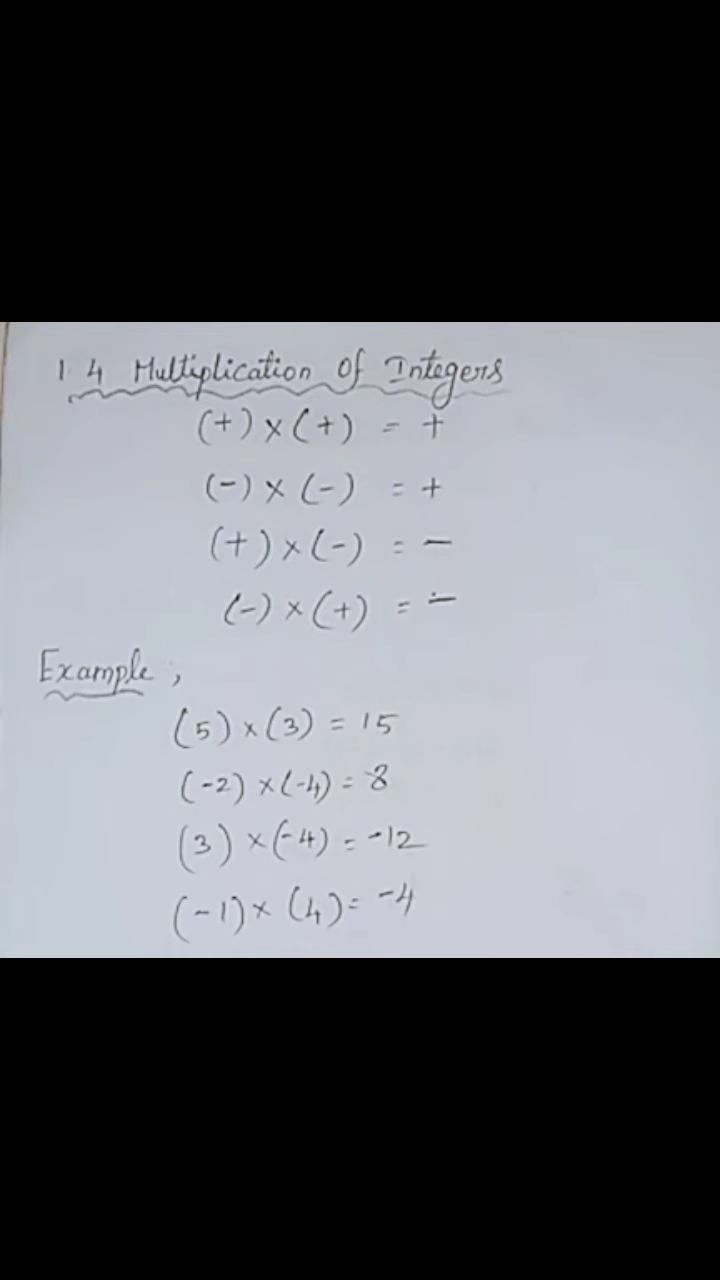 1.4 Multiplication Of Integers
(+) × (+) = +
(-) × (-) = +
(+) × (-) = -
(-) × (+) = -
Example,
(5) × (3) = 15
(-2) × (-4) = 8
(3) × (-4) = -12
(-1) × (4) = -4